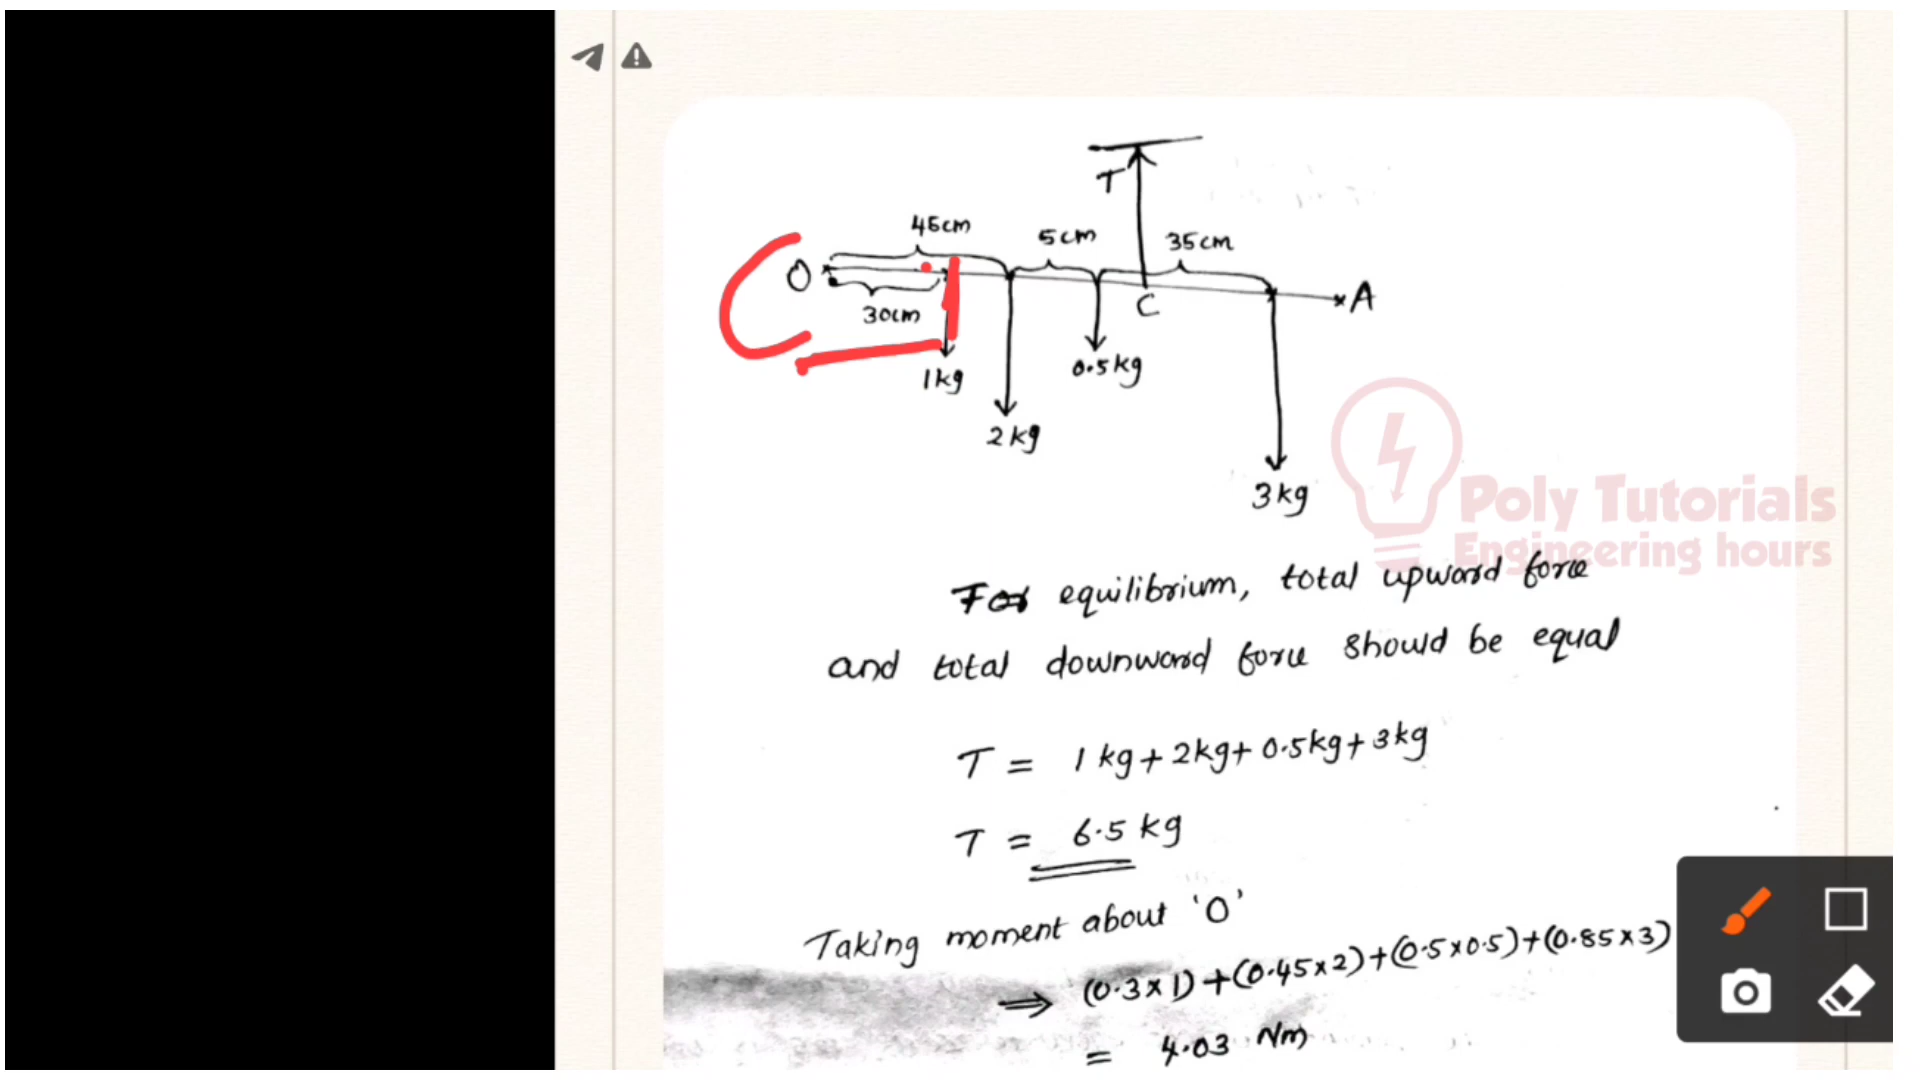 T
45cm
5cm
35cm
O
30cm
C
A
1kg
0.5kg
2kg
3kg
Poly Tutorials
Engineering hours
For equilibrium, total upward force
and total downward force should be equal
T = 1 kg + 2kg + 0.5kg + 3kg
T = 6.5 kg
Taking moment about 'O'
⇒ (0.3×1) + (0.45×2) + (0.5×0.5) + (0.85×3)
= 4.03 Nm